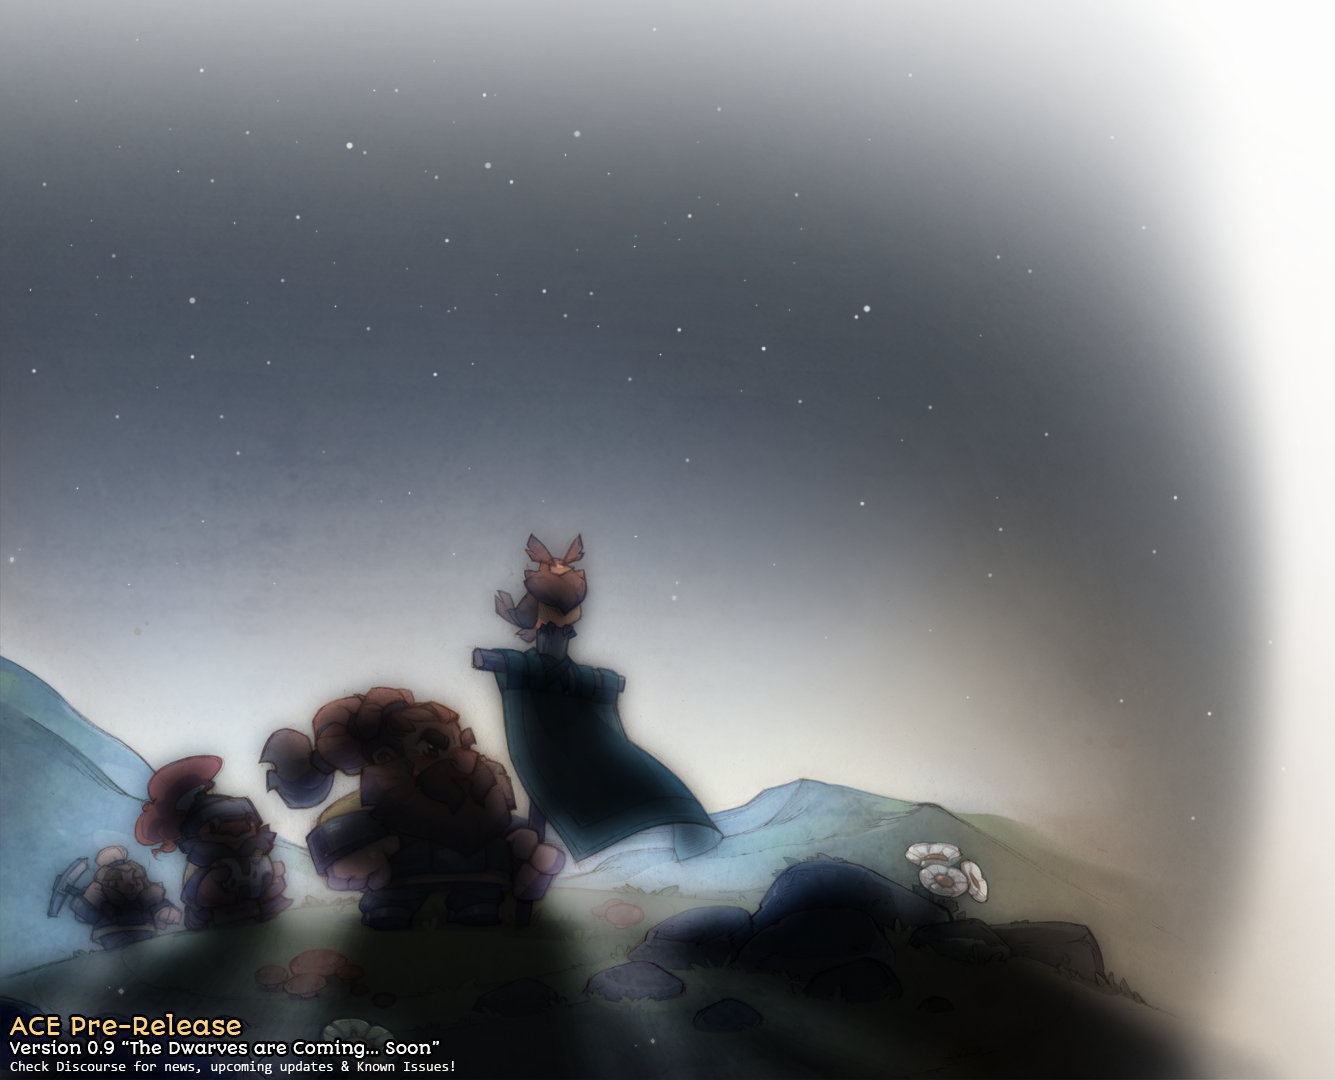 ACE Pre-Release
Version 0.9 “The Dwarves are Coming... Soon”
Check Discourse for news, upcoming updates & Known Issues!